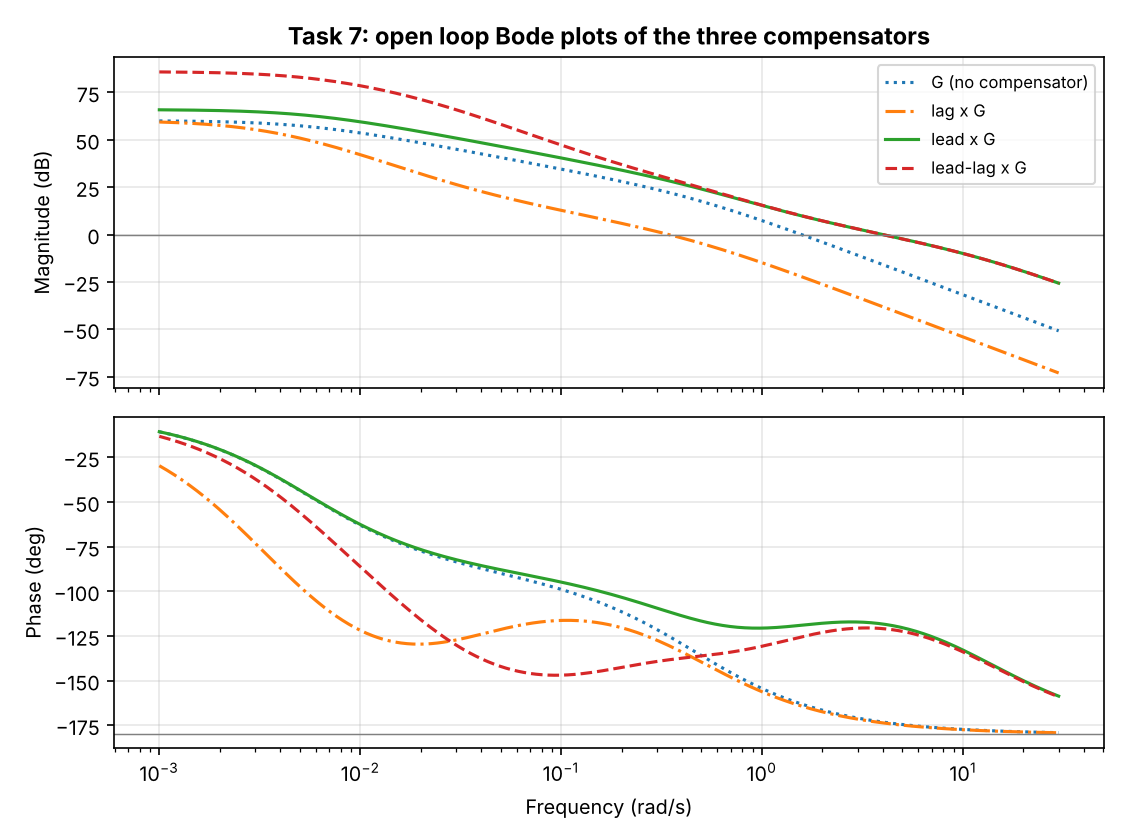 Task 7: open loop Bode plots of the three compensators
G (no compensator)
lag x G
lead x G
lead-lag x G
Magnitude (dB)
75
50
25
0
−25
−50
−75
Phase (deg)
−25
−50
−75
−100
−125
−150
−175
10⁻³ 10⁻² 10⁻¹ 10⁰ 10¹
Frequency (rad/s)